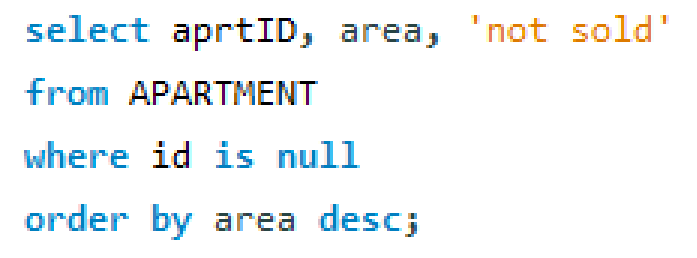 select aprtID, area, 'not sold'
from APARTMENT
where id is null
order by area desc;